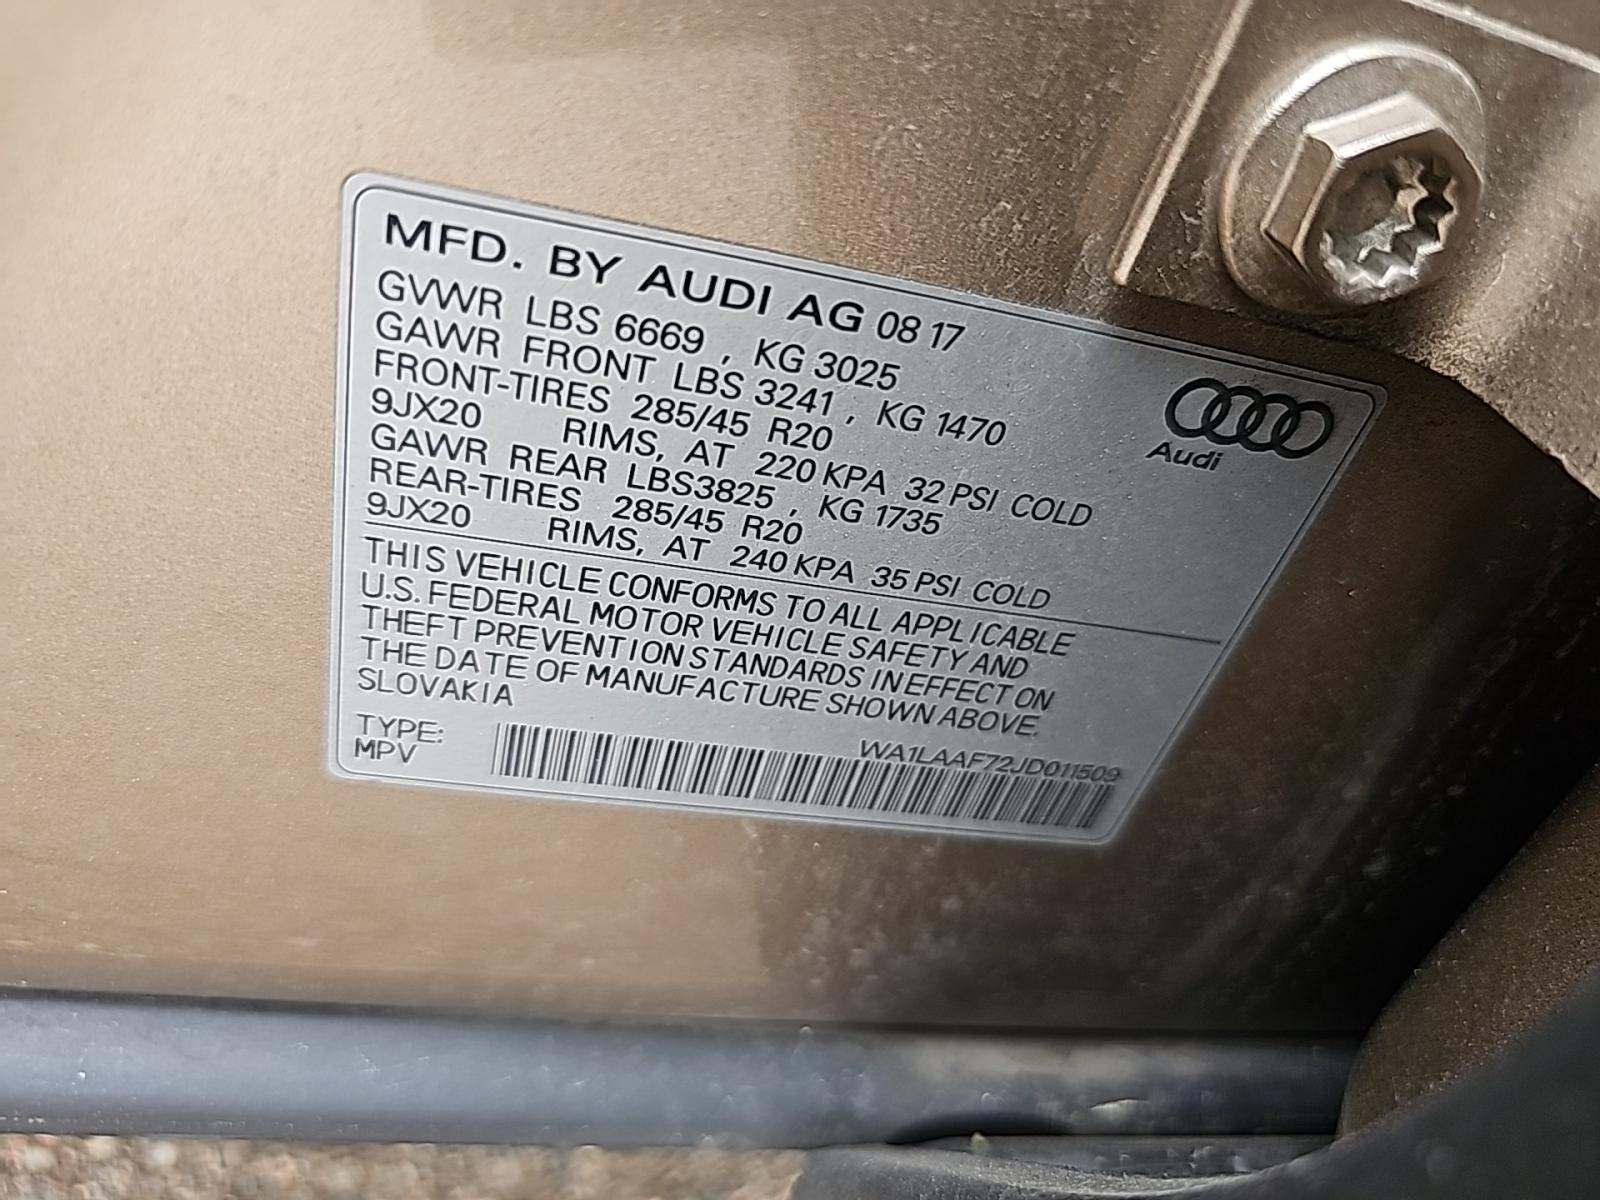 MFD. BY AUDI AG 08 17
GVWR LBS 6669 , KG 3025
GAWR FRONT LBS 3241 , KG 1470
FRONT-TIRES 285/45 R20
9JX20 RIMS, AT 220 KPA 32 PSI COLD
GAWR REAR LBS3825 , KG 1735
REAR-TIRES 285/45 R20
9JX20 RIMS, AT 240 KPA 35 PSI COLD
THIS VEHICLE CONFORMS TO ALL APPLICABLE
U.S. FEDERAL MOTOR VEHICLE SAFETY AND
THEFT PREVENTION STANDARDS IN EFFECT ON
THE DATE OF MANUFACTURE SHOWN ABOVE.
SLOVAKIA
TYPE:
MPV
WA1LAAF72JD011509
Audi